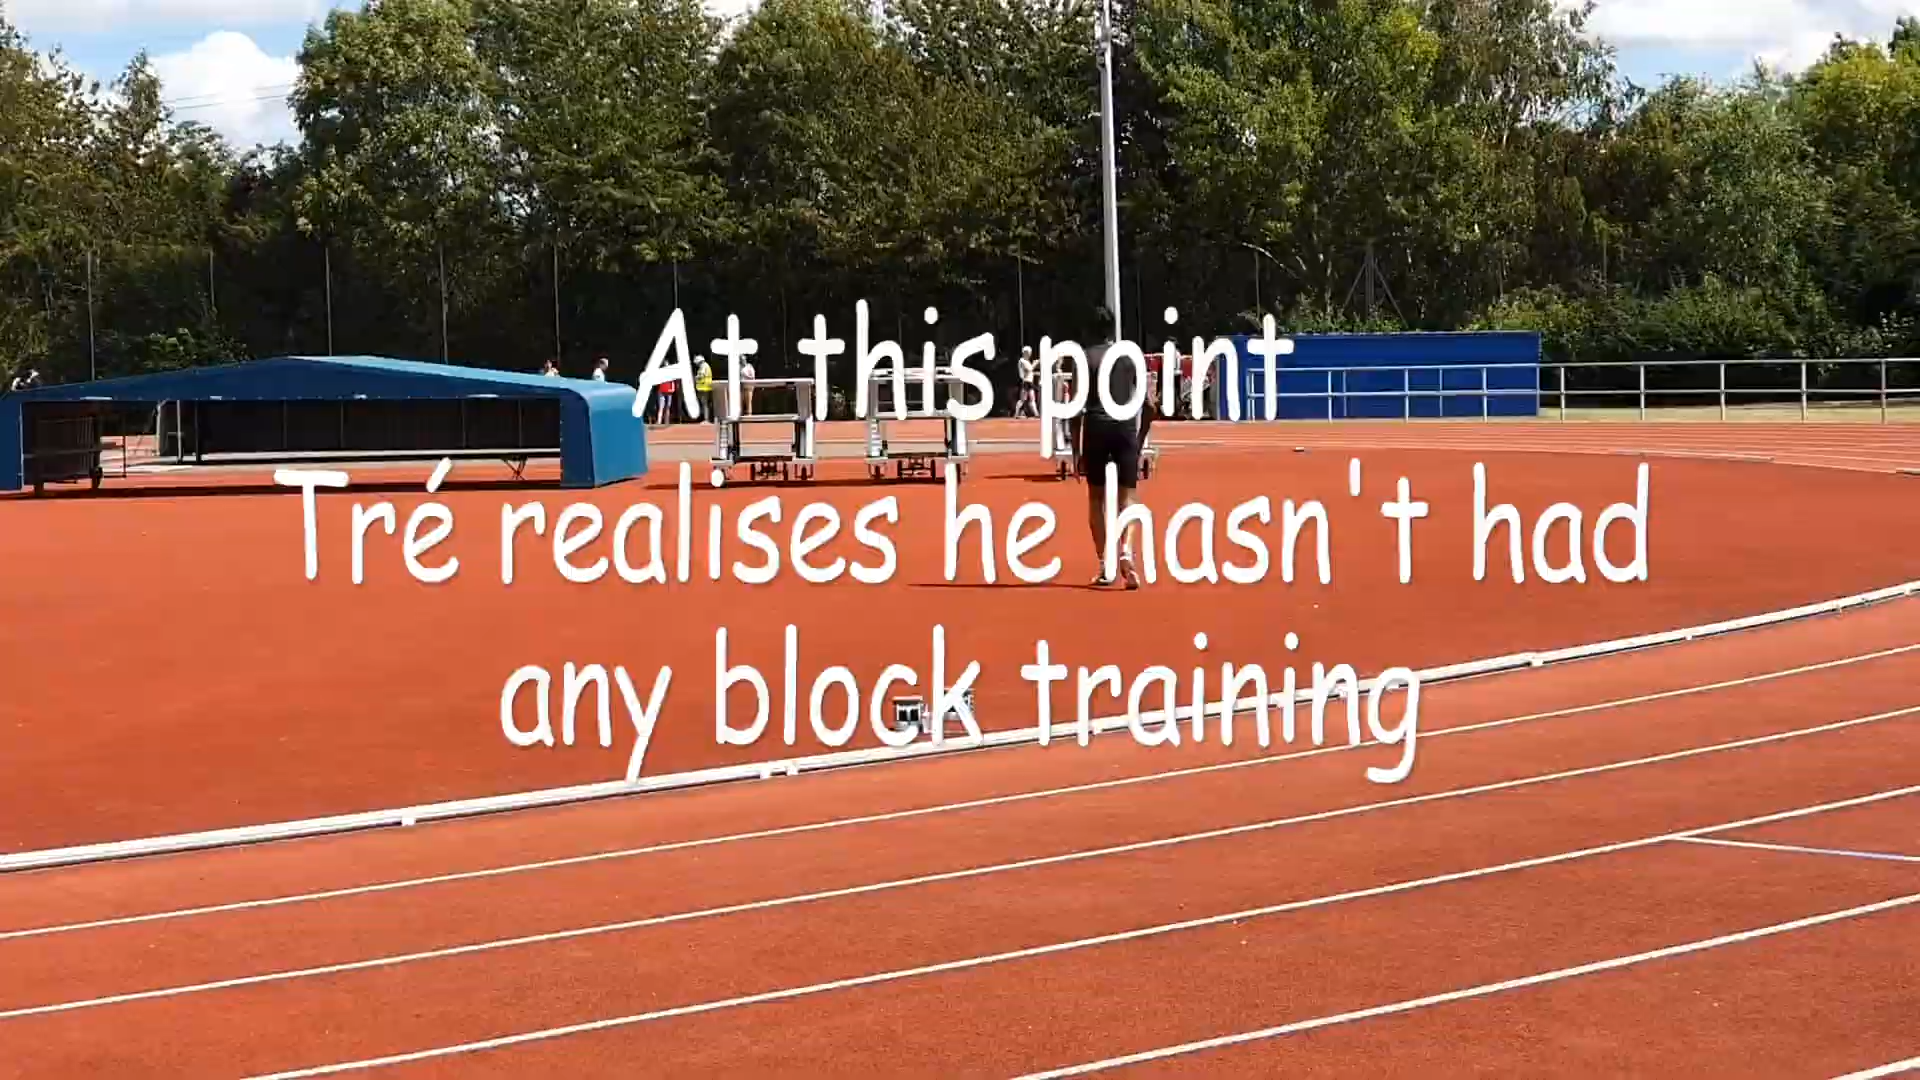 At this point
Tré realises he hasn't had
any block training